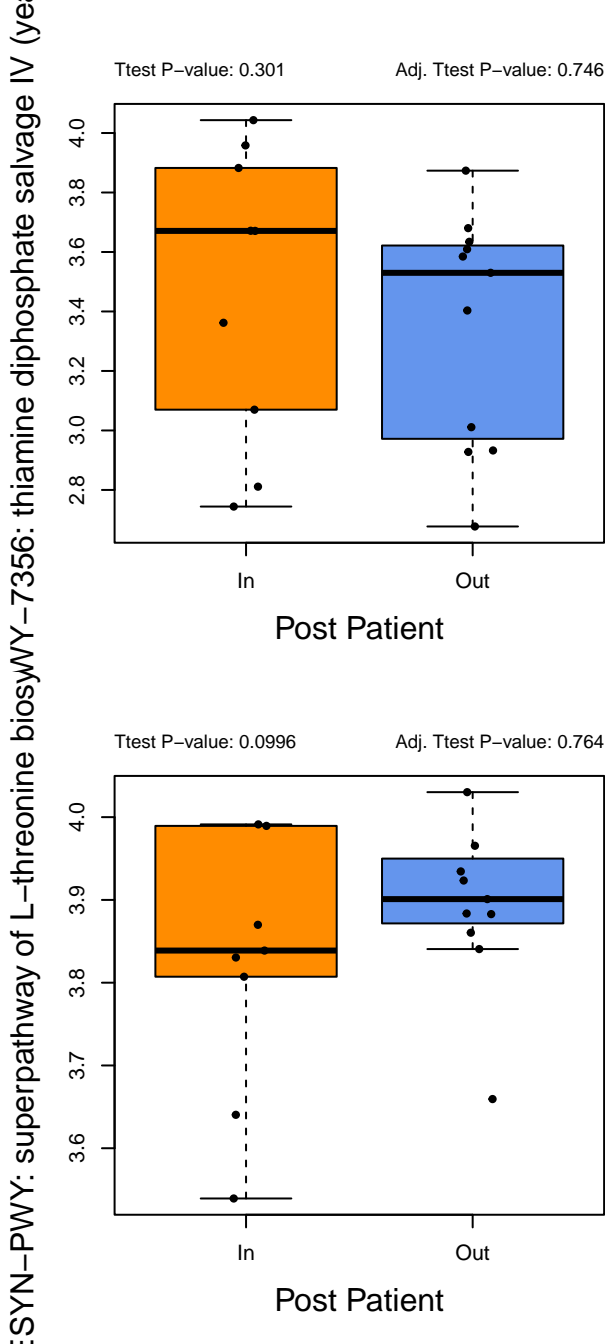 WY−7356: thiamine diphosphate salvage IV (yea
Ttest P−value: 0.301 Adj. Ttest P−value: 0.746
4.0
3.8
3.6
3.4
3.2
3.0
2.8
In Out
Post Patient
ESYN−PWY: superpathway of L−threonine biosy
Ttest P−value: 0.0996 Adj. Ttest P−value: 0.764
4.0
3.9
3.8
3.7
3.6
In Out
Post Patient